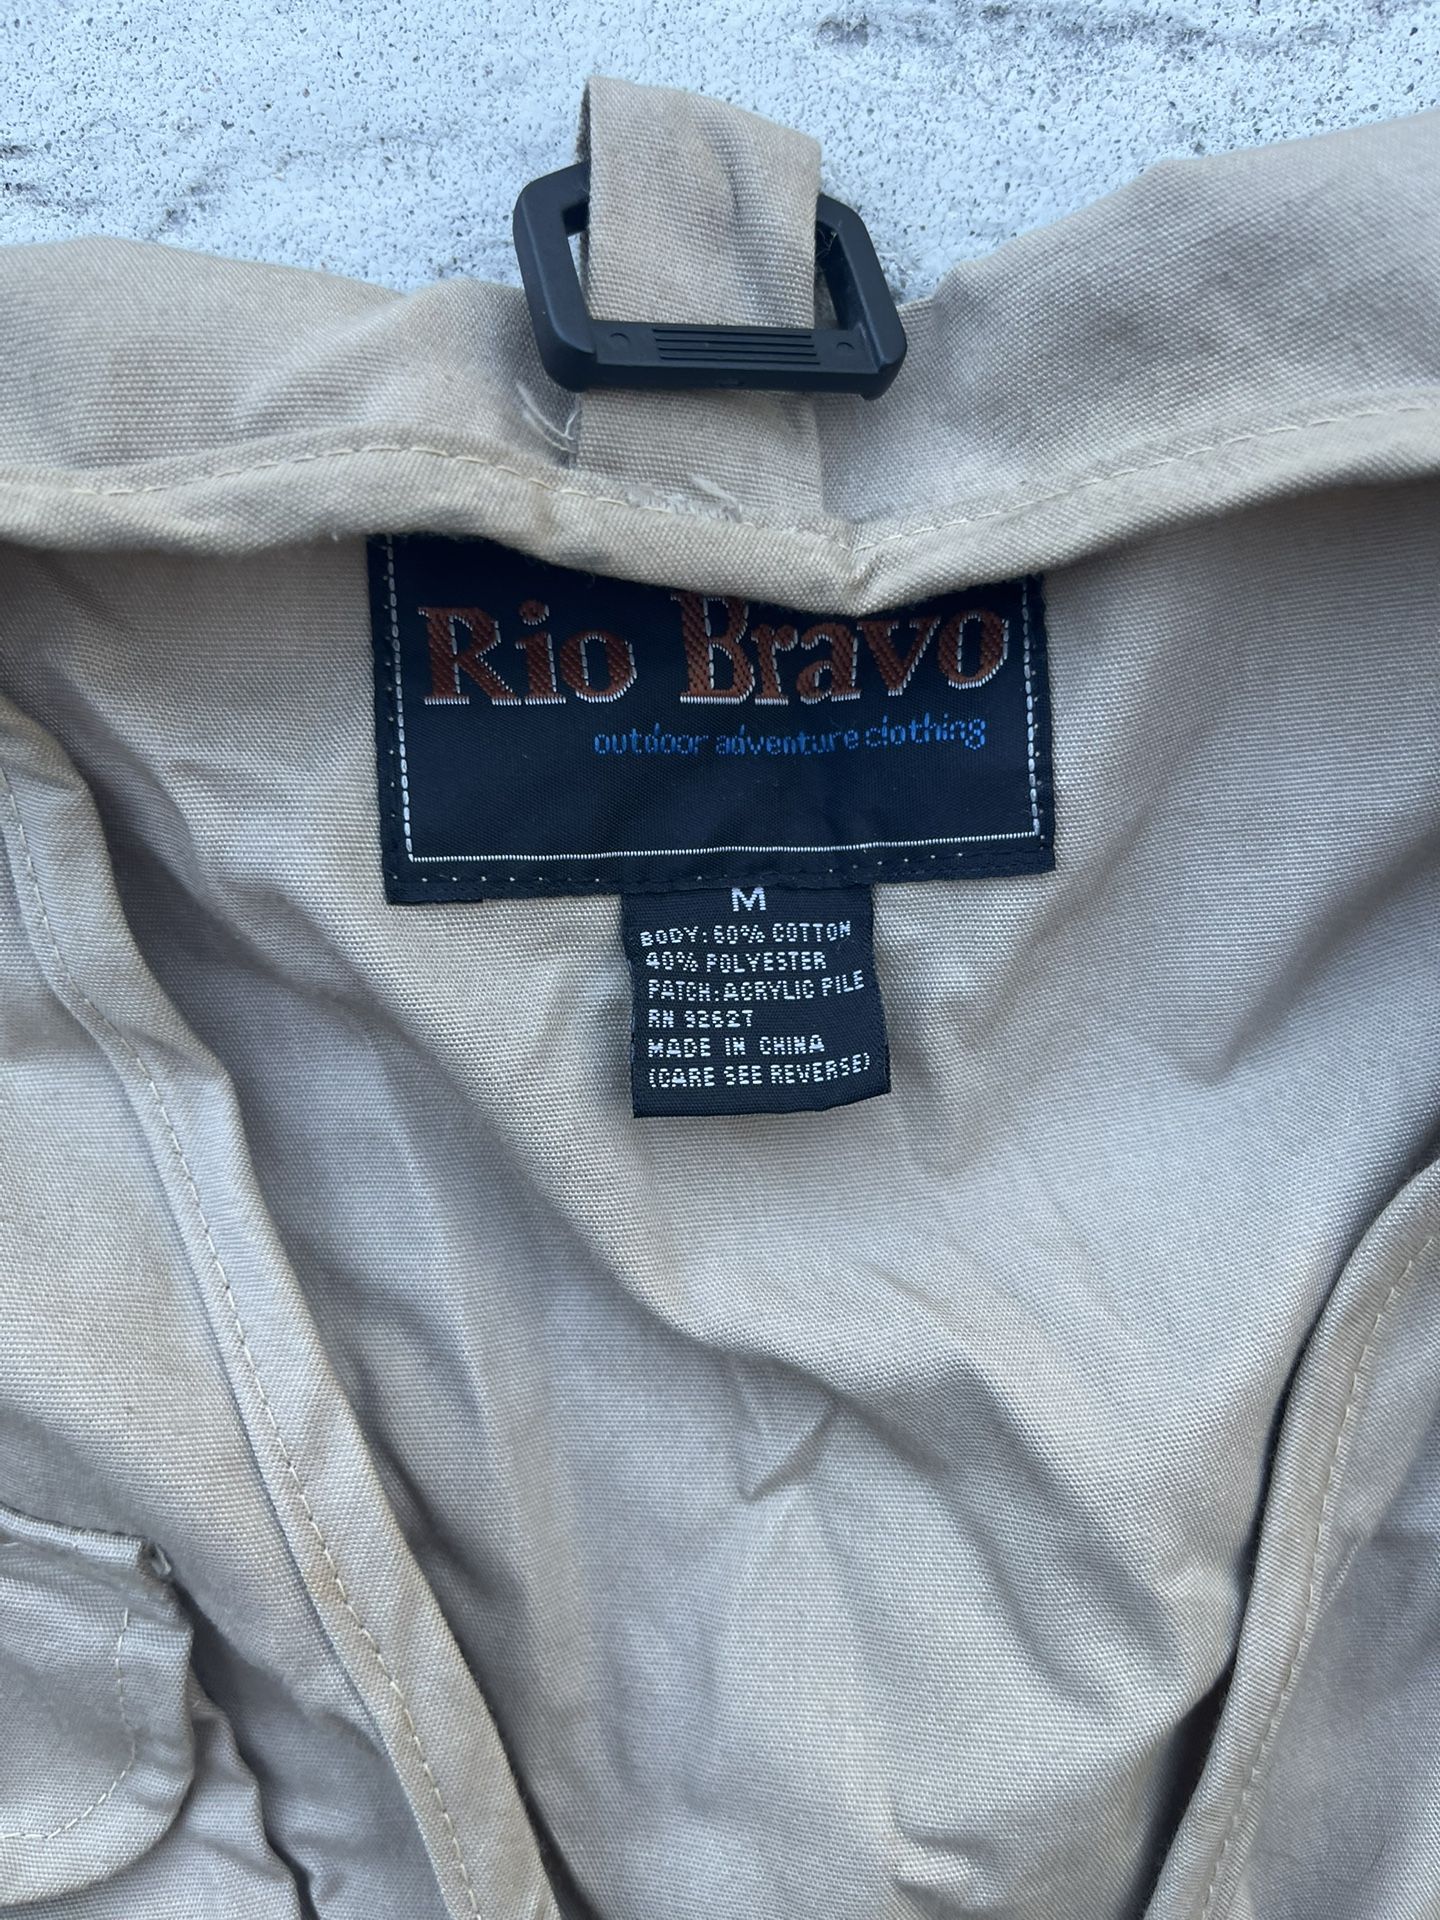 Rio Bravo
outdoor adventure clothing
M
BODY: 60% COTTON
40% POLYESTER
PATCH: ACRYLIC PILE
RN 92627
MADE IN CHINA
(CARE SEE REVERSE)